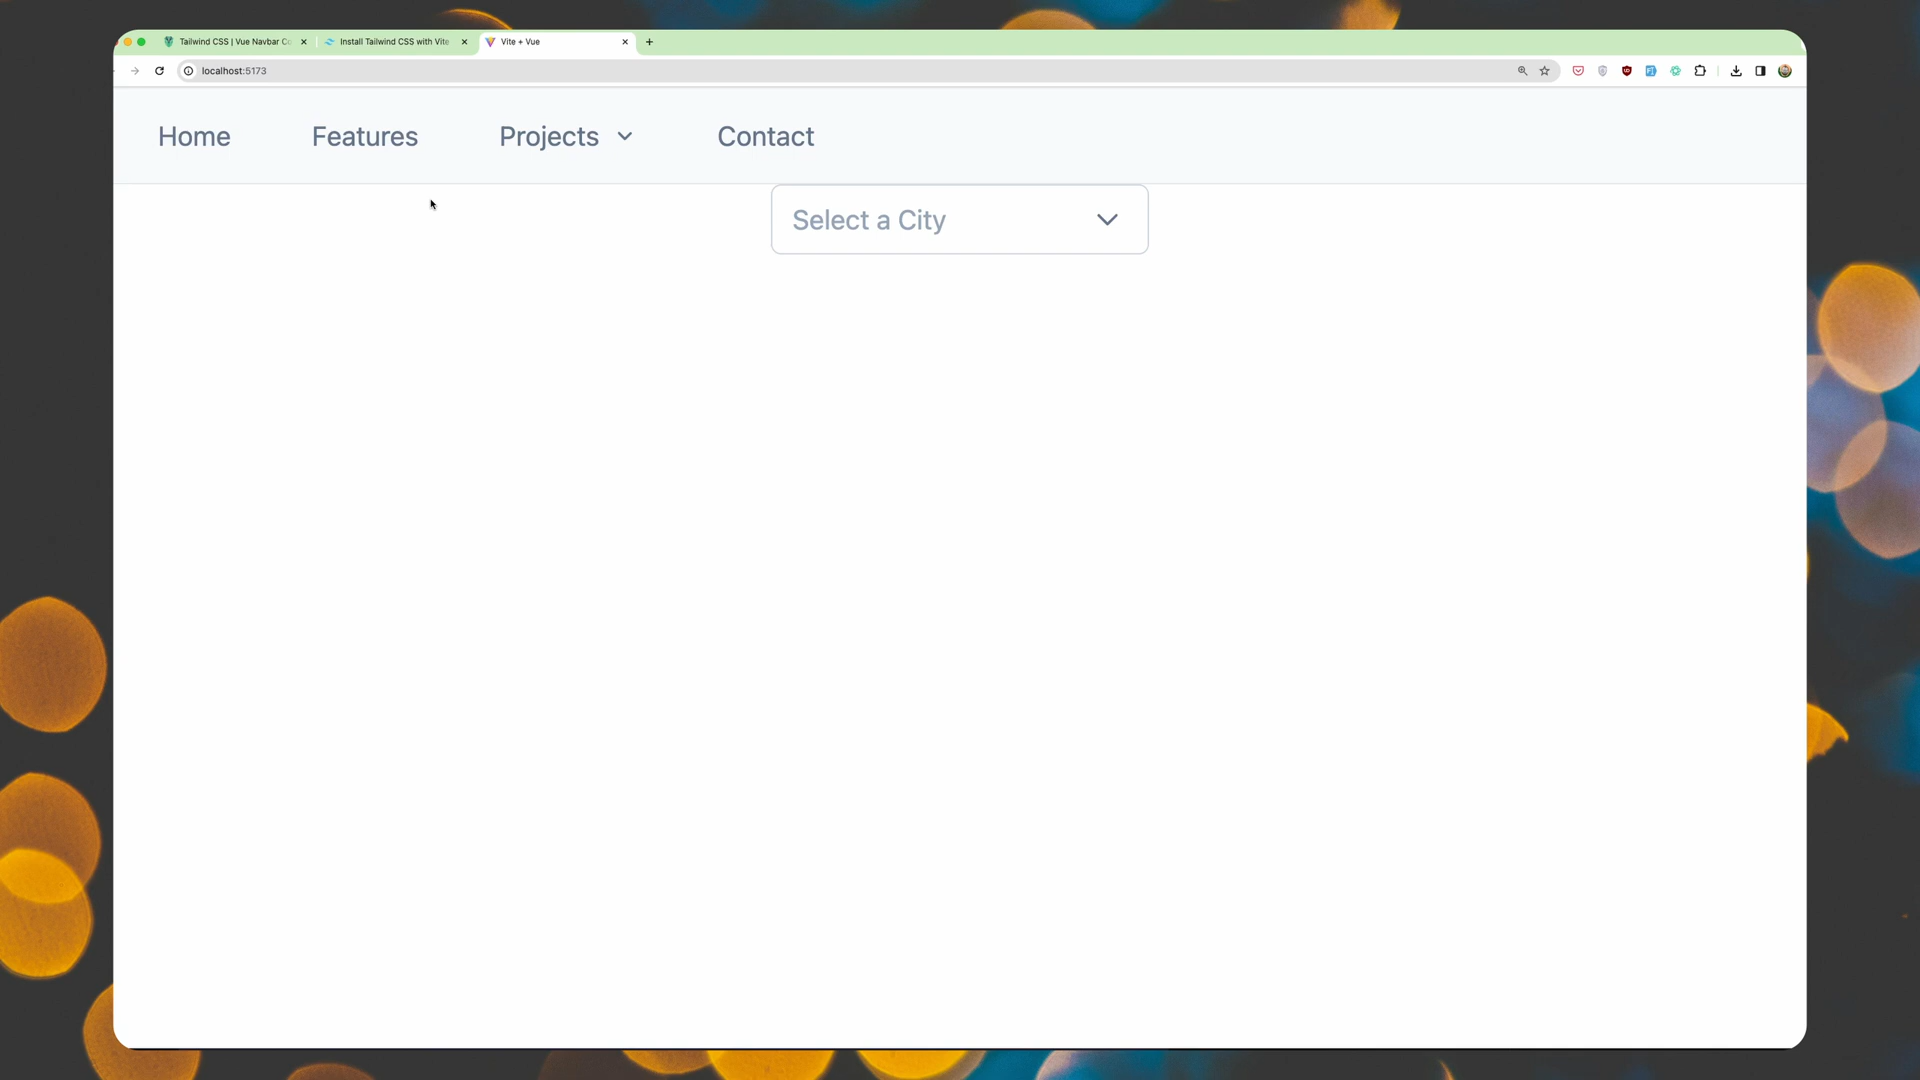 Tailwind CSS | Vue Navbar Co
Install Tailwind CSS with Vite
Vite + Vue
localhost:5173
Home
Features
Projects
Contact
Select a City